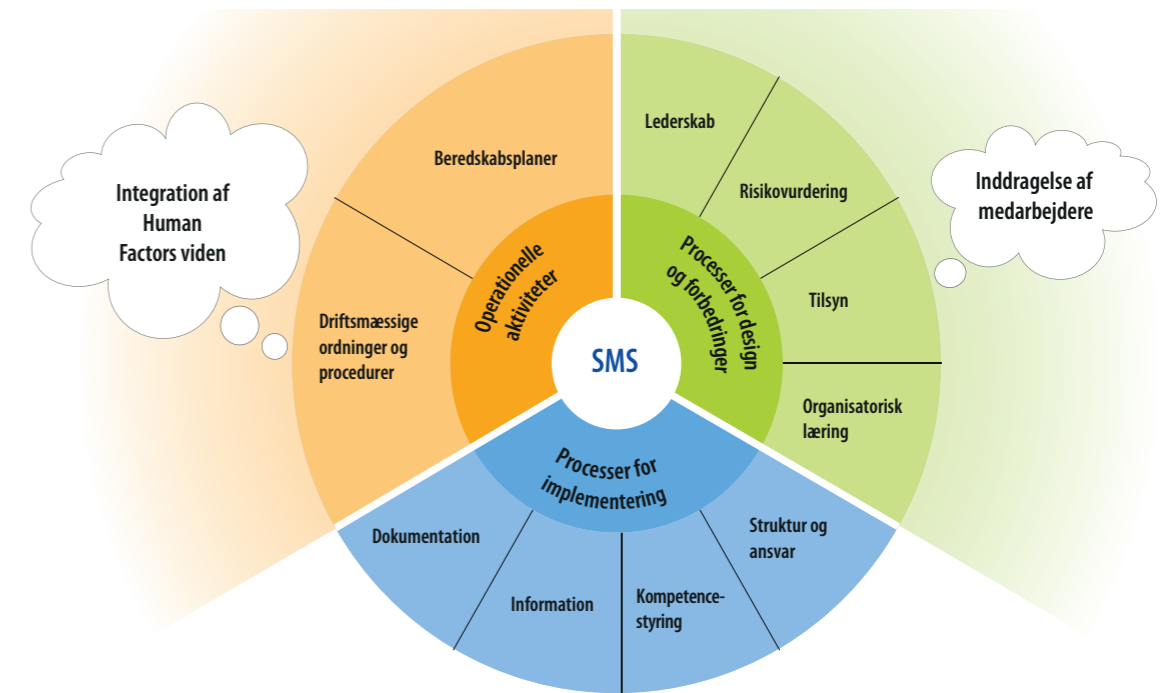 Integration af
Human
Factors viden
Beredskabsplaner
Driftsmæssige
ordninger og
procedurer
Operationelle
aktiviteter
SMS
Lederskab
Risikovurdering
Tilsyn
Organisatorisk
læring
Processer for design
og forbedringer
Inddragelse af
medarbejdere
Processer for
implementering
Dokumentation
Information
Kompetence-
styring
Struktur og
ansvar